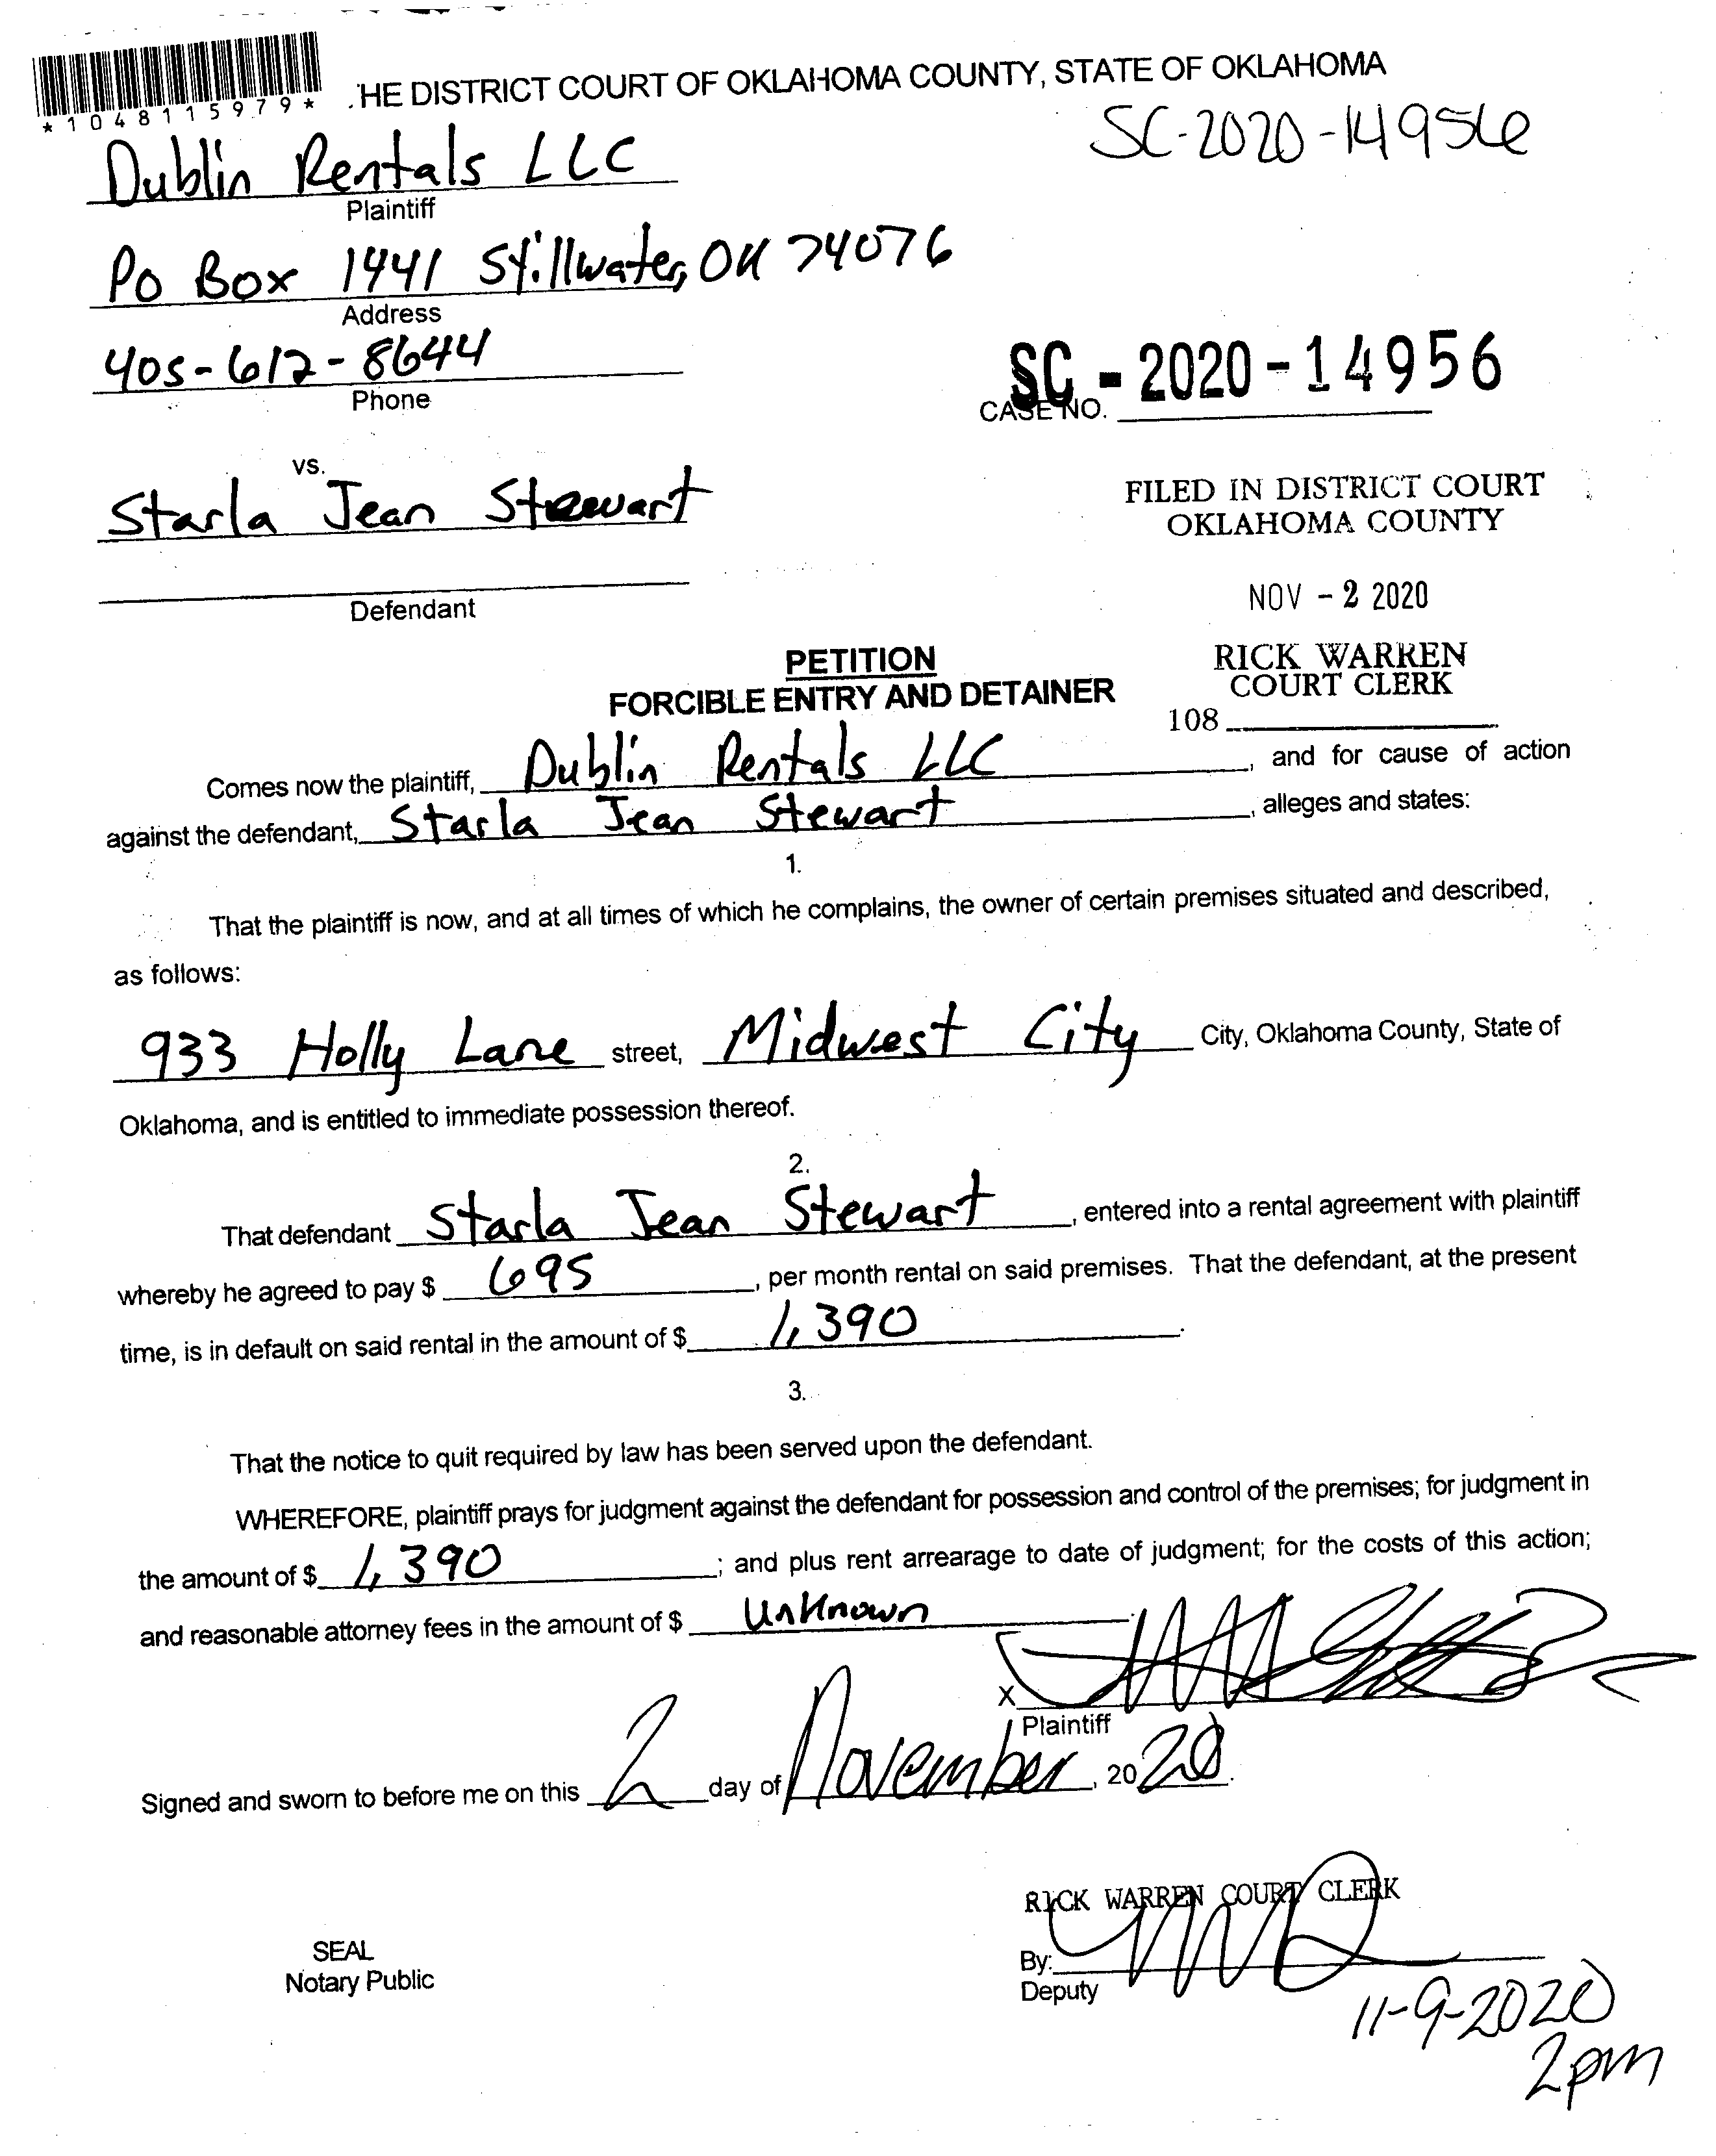 *1048115979*
HE DISTRICT COURT OF OKLAHOMA COUNTY, STATE OF OKLAHOMA
SC-2020-14956
Dublin Rentals LLC
Plaintiff
PO Box 1441 Stillwater, OK 74076
Address
405-612-8644
Phone
SC - 2020 - 14956
CASE NO.
vs.
Starla Jean Stewart
FILED IN DISTRICT COURT
OKLAHOMA COUNTY
Defendant
NOV - 2 2020
RICK WARREN
COURT CLERK
108
PETITION
FORCIBLE ENTRY AND DETAINER
Comes now the plaintiff, Dublin Rentals LLC, and for cause of action
against the defendant, Starla Jean Stewart, alleges and states:
1.
That the plaintiff is now, and at all times of which he complains, the owner of certain premises situated and described,
as follows:
933 Holly Lane street, Midwest City City, Oklahoma County, State of
Oklahoma, and is entitled to immediate possession thereof.
2.
That defendant Starla Jean Stewart, entered into a rental agreement with plaintiff
whereby he agreed to pay $ 695, per month rental on said premises. That the defendant, at the present
time, is in default on said rental in the amount of $ 1,390.
3.
That the notice to quit required by law has been served upon the defendant.
WHEREFORE, plaintiff prays for judgment against the defendant for possession and control of the premises; for judgment in
the amount of $ 1,390; and plus rent arrearage to date of judgment; for the costs of this action;
and reasonable attorney fees in the amount of $ Unknown
X
Plaintiff
Signed and sworn to before me on this 2 day of November, 2020.
RICK WARREN COURT CLERK
SEAL
Notary Public
By:
Deputy
11-9-2020
2pm